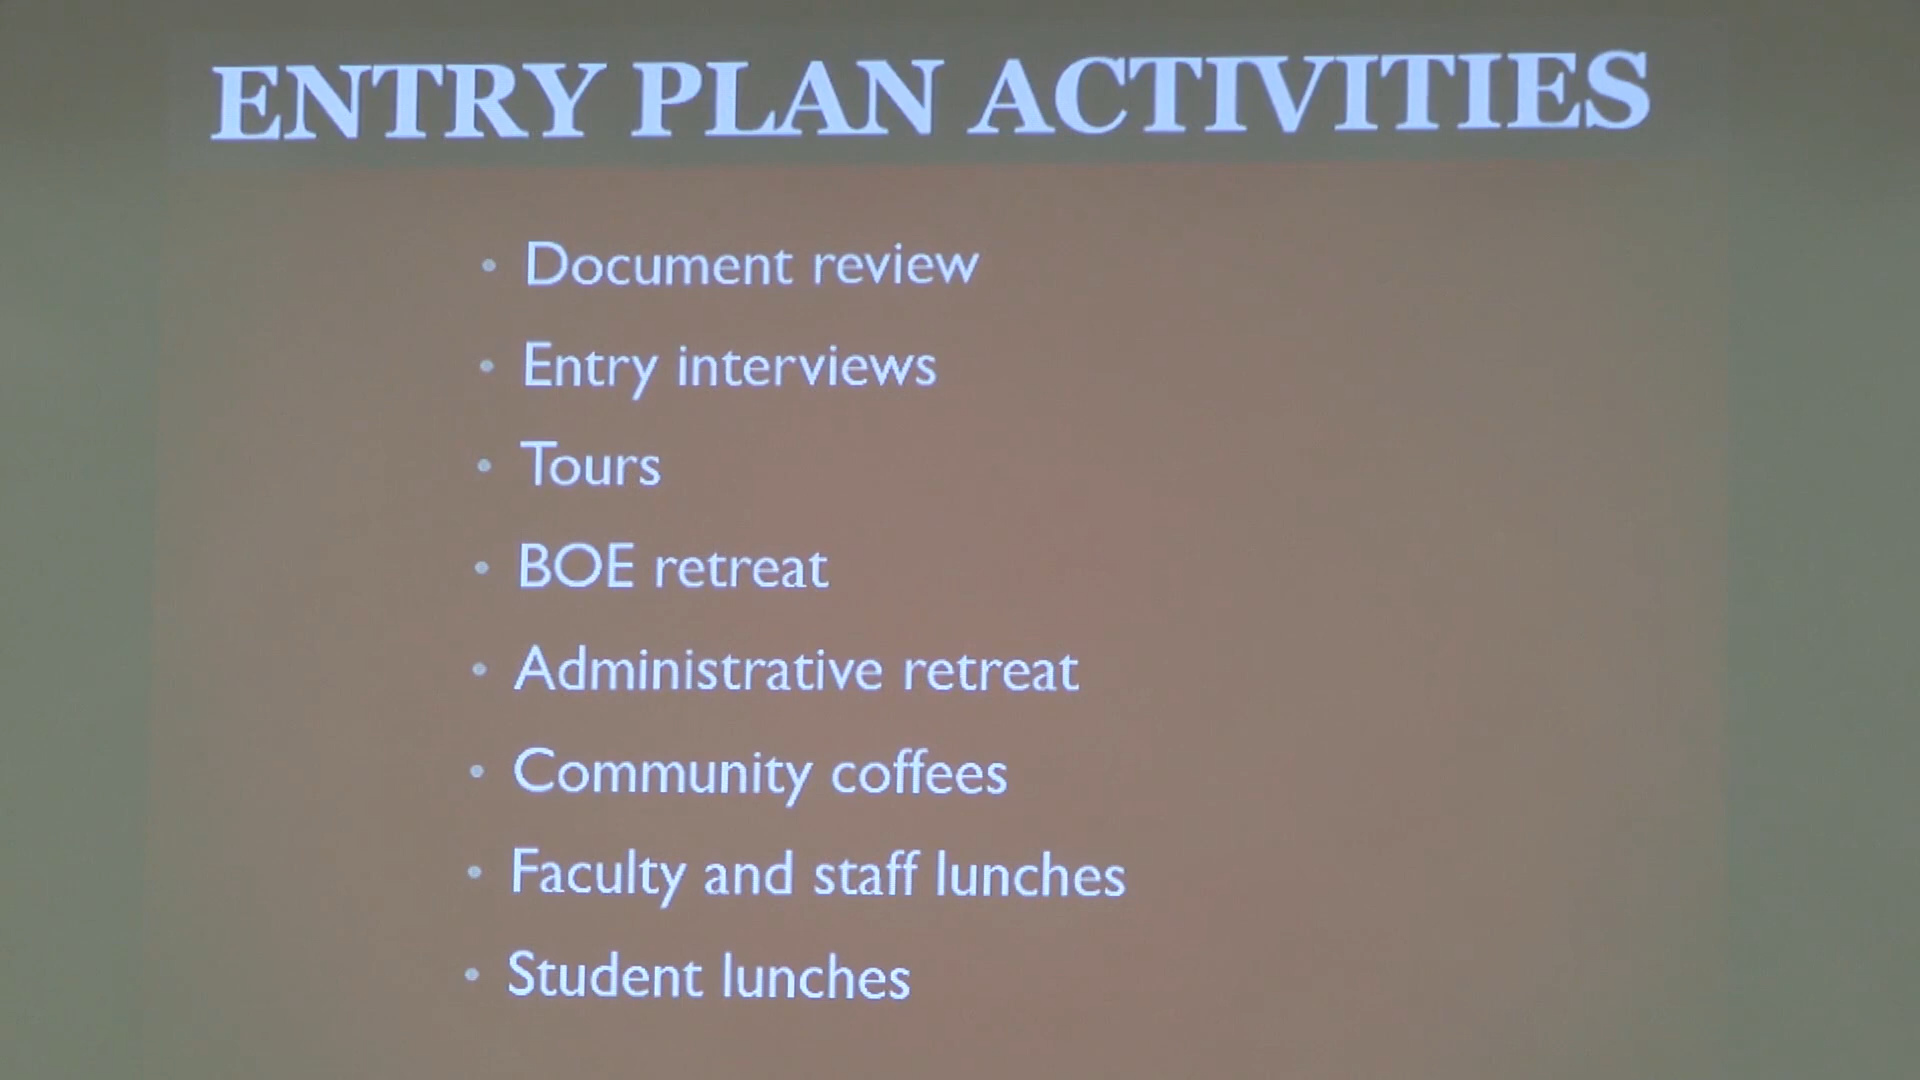 ENTRY PLAN ACTIVITIES
• Document review
• Entry interviews
• Tours
• BOE retreat
• Administrative retreat
• Community coffees
• Faculty and staff lunches
• Student lunches